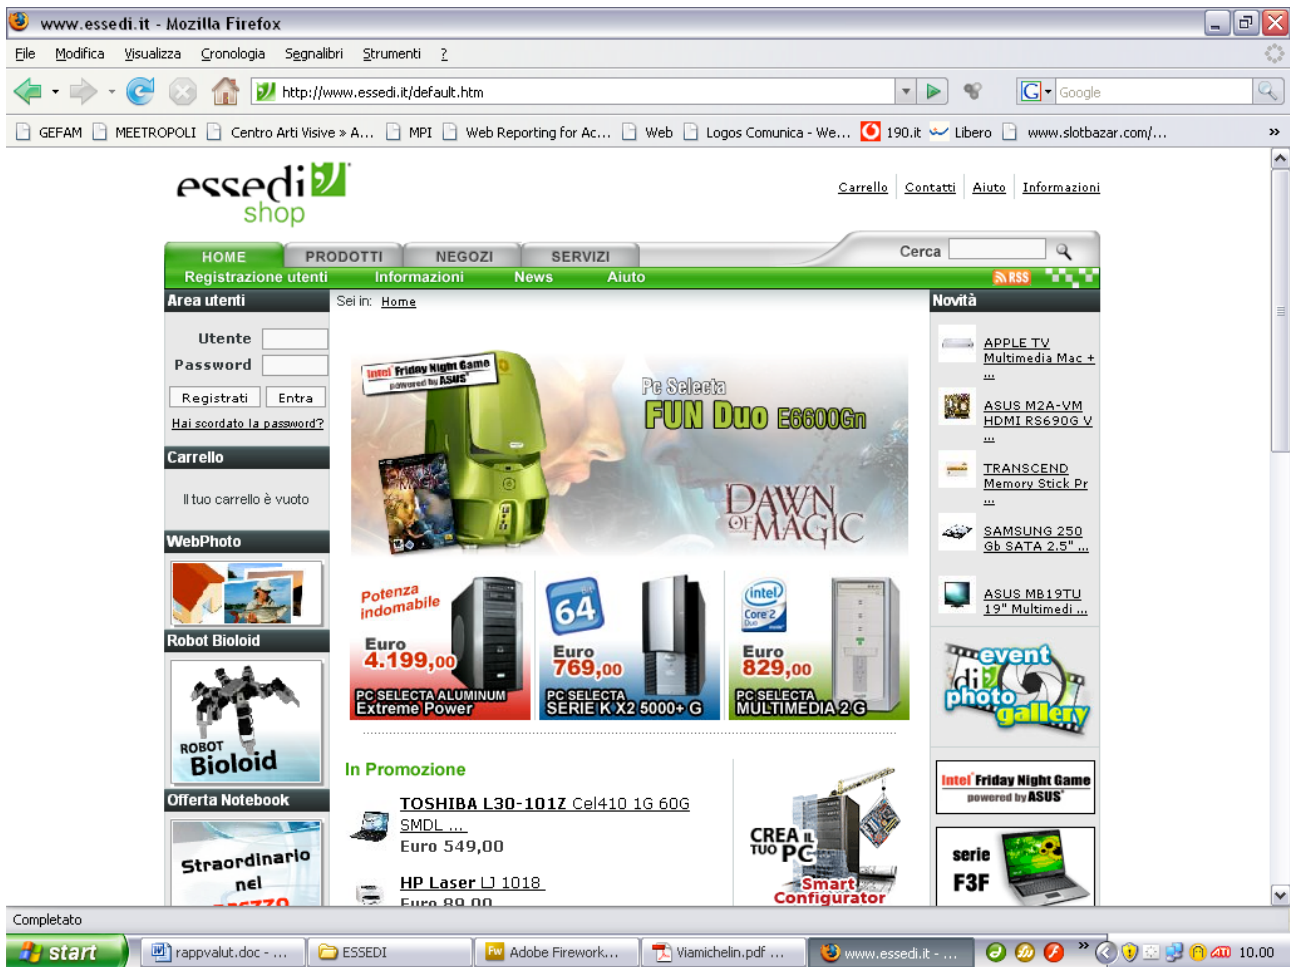 www.essedi.it - Mozilla Firefox
File Modifica Visualizza Cronologia Segnalibri Strumenti ?
http://www.essedi.it/default.htm
G Google
GEFAM MEETROPOLI Centro Arti Visive » A... MPI Web Reporting for Ac... Web Logos Comunica - We... 190.it Libero www.slotbazar.com/... »
essedi
shop
Carrello Contatti Aiuto Informazioni
HOME PRODOTTI NEGOZI SERVIZI
Cerca
Registrazione utenti Informazioni News Aiuto
RSS
Area utenti
Utente
Password
Registrati Entra
Hai scordato la password?
Carrello
Il tuo carrello è vuoto
WebPhoto
Robot Bioloid
ROBOT
Bioloid
Offerta Notebook
Straordinario
nel
PREZZO
Sei in: Home
Intel Friday Night Game
powered by ASUS
Pc Selecta
FUN Duo E6600Gn
DAWN
OF MAGIC
Potenza
indomabile
Euro
4.199,00
PC SELECTA ALUMINUM
Extreme Power
64
Euro
769,00
PC SELECTA
SERIE K X2 5000+ G
intel
Core 2
Duo
Euro
829,00
PC SELECTA
MULTIMEDIA 2 G
In Promozione
TOSHIBA L30-101Z Cel410 1G 60G
SMDL ...
Euro 549,00
HP Laser LJ 1018
Euro 89,00
CREA IL
TUO PC
Smart
Configurator
Novità
APPLE TV
Multimedia Mac +
...
ASUS M2A-VM
HDMI RS690G V
...
TRANSCEND
Memory Stick Pr
...
SAMSUNG 250
Gb SATA 2.5" ...
ASUS MB19TU
19" Multimedi ...
event
di
photo
gallery
Intel Friday Night Game
powered by ASUS
serie
F3F
Completato
start rappvalut.doc - ... ESSEDI Fw Adobe Firework... Viamichelin.pdf ... www.essedi.it - ... » 10.00